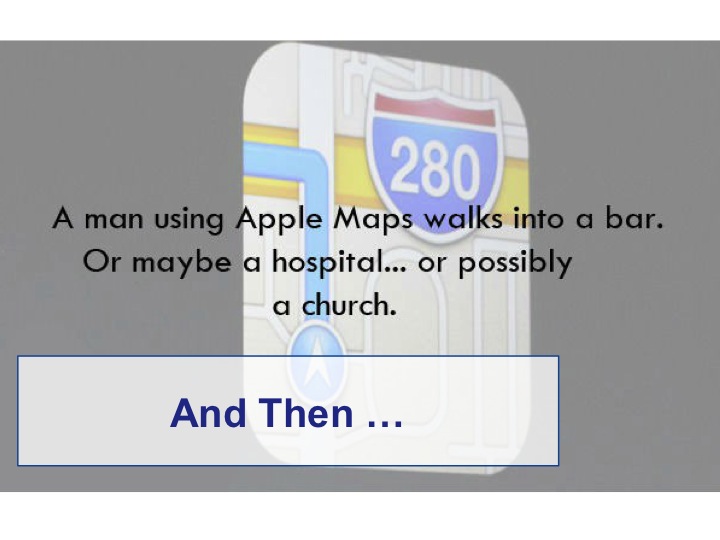 280
A man using Apple Maps walks into a bar.
Or maybe a hospital... or possibly
a church.
And Then …